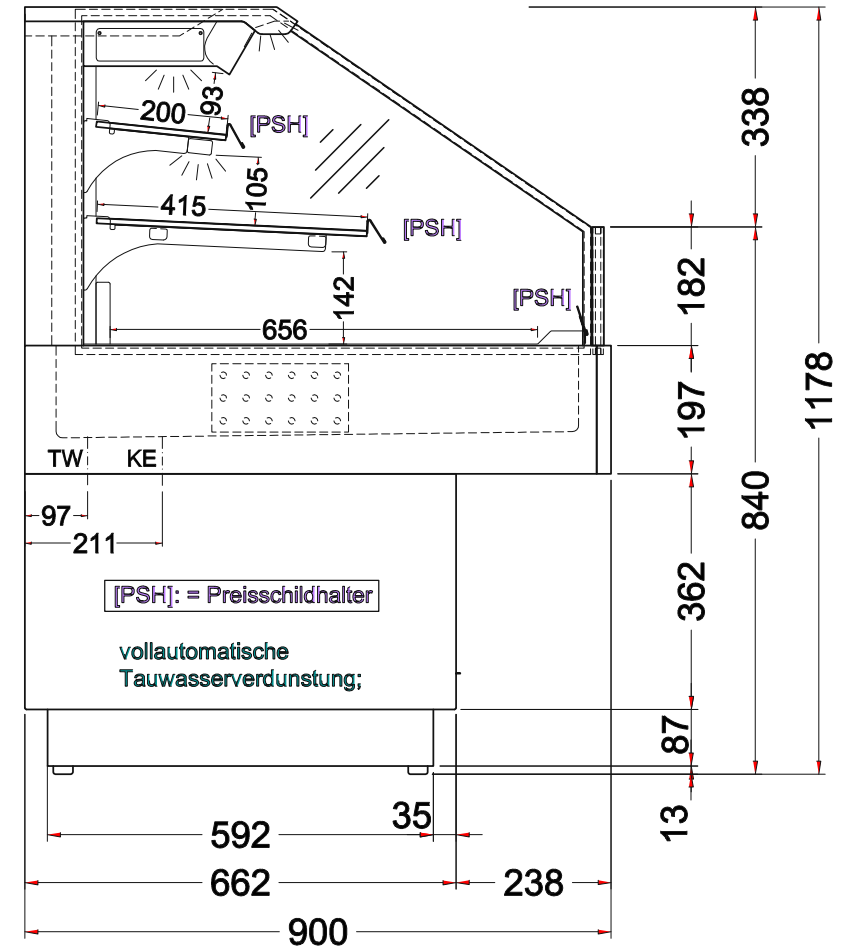 200
93
[PSH]
338
105
415
[PSH]
182
142
[PSH]
656
1178
197
TW
KE
840
97
211
362
[PSH]: = Preisschildhalter
vollautomatische
Tauwasserverdunstung;
87
13
35
592
662
238
900